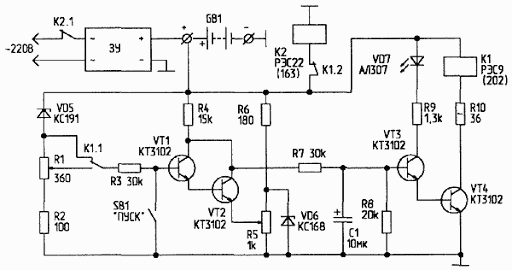 K2.1
GB1
~220В
~
~
ЗУ
+
−
+
+
−
K2
РЭС22
(163)
K1.2
VD7
АЛ307
K1
РЭС9
(202)
VD5
КС191
R4
15k
R6
180
R9
1,3k
R10
36
K1.1
VT1
КТ3102
VT3
КТ3102
R1
360
R3 30k
R7 30k
VT4
КТ3102
R2
100
SB1
"ПУСК"
VT2
КТ3102
R5
1k
VD6
КС168
+
C1
10мк
R8
20k